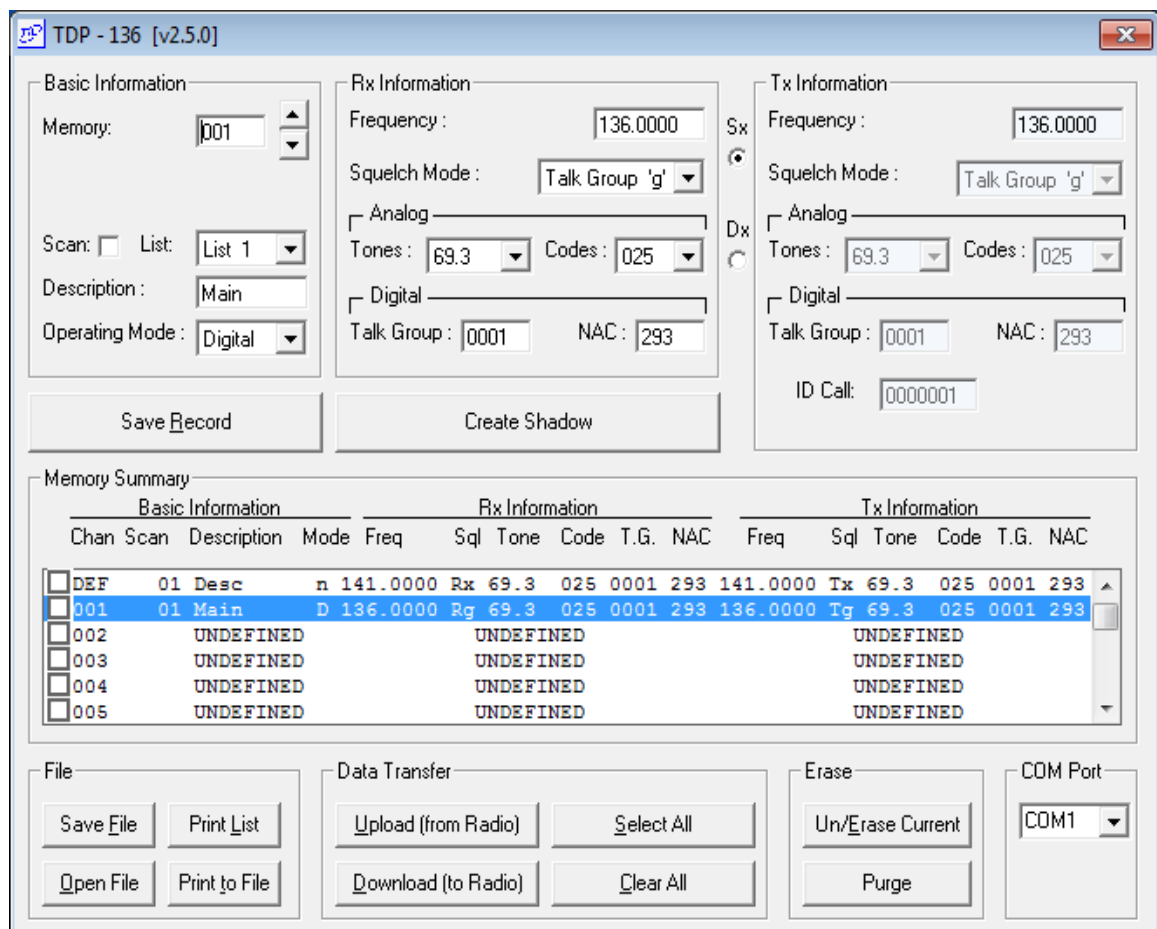 TDP - 136 [v2.5.0]
Basic Information
Memory: 001
Scan: List: List 1
Description : Main
Operating Mode : Digital
Rx Information
Frequency : 136.0000
Squelch Mode : Talk Group 'g'
Analog
Tones : 69.3 Codes : 025
Digital
Talk Group : 0001 NAC : 293
Sx
Dx
Tx Information
Frequency : 136.0000
Squelch Mode : Talk Group 'g'
Analog
Tones : 69.3 Codes : 025
Digital
Talk Group : 0001 NAC : 293
ID Call: 0000001
Save Record
Create Shadow
Memory Summary
Basic Information Rx Information Tx Information
Chan Scan Description Mode Freq Sql Tone Code T.G. NAC Freq Sql Tone Code T.G. NAC
DEF 01 Desc n 141.0000 Rx 69.3 025 0001 293 141.0000 Tx 69.3 025 0001 293
001 01 Main D 136.0000 Rg 69.3 025 0001 293 136.0000 Tg 69.3 025 0001 293
002 UNDEFINED UNDEFINED UNDEFINED
003 UNDEFINED UNDEFINED UNDEFINED
004 UNDEFINED UNDEFINED UNDEFINED
005 UNDEFINED UNDEFINED UNDEFINED
File
Save File Print List
Open File Print to File
Data Transfer
Upload (from Radio) Select All
Download (to Radio) Clear All
Erase
Un/Erase Current
Purge
COM Port
COM1